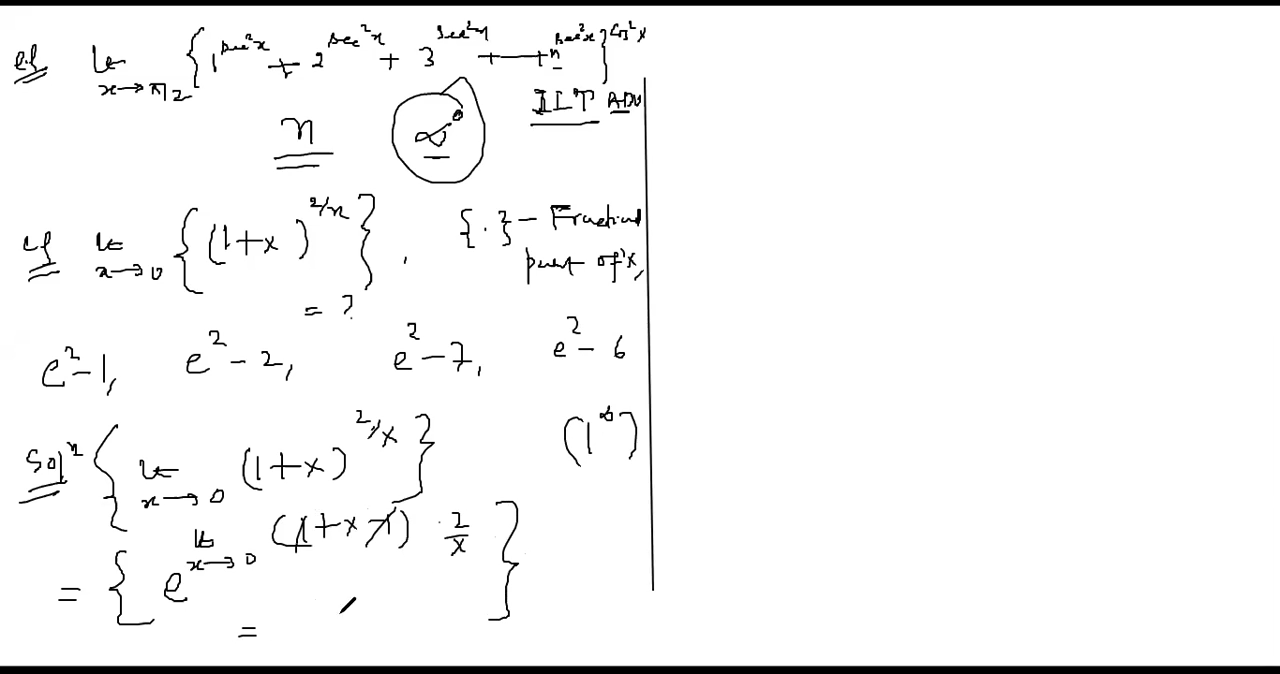 ef lt x→π/2 {1^sec²x + 2^sec²x + 3^sec²x + — + n^sec²x}^cos²x
IIT ADV
n ∞⁰
ef lt x→0 {(1+x)^2/x}, {.} – Fractional
part of x,
= ?
e²-1, e²-2, e²-7, e²-6
Solⁿ {lt x→0 (1+x)^2/x} (1^∞)
= {e^lt x→0 (1+x-1) · 2/x}
=